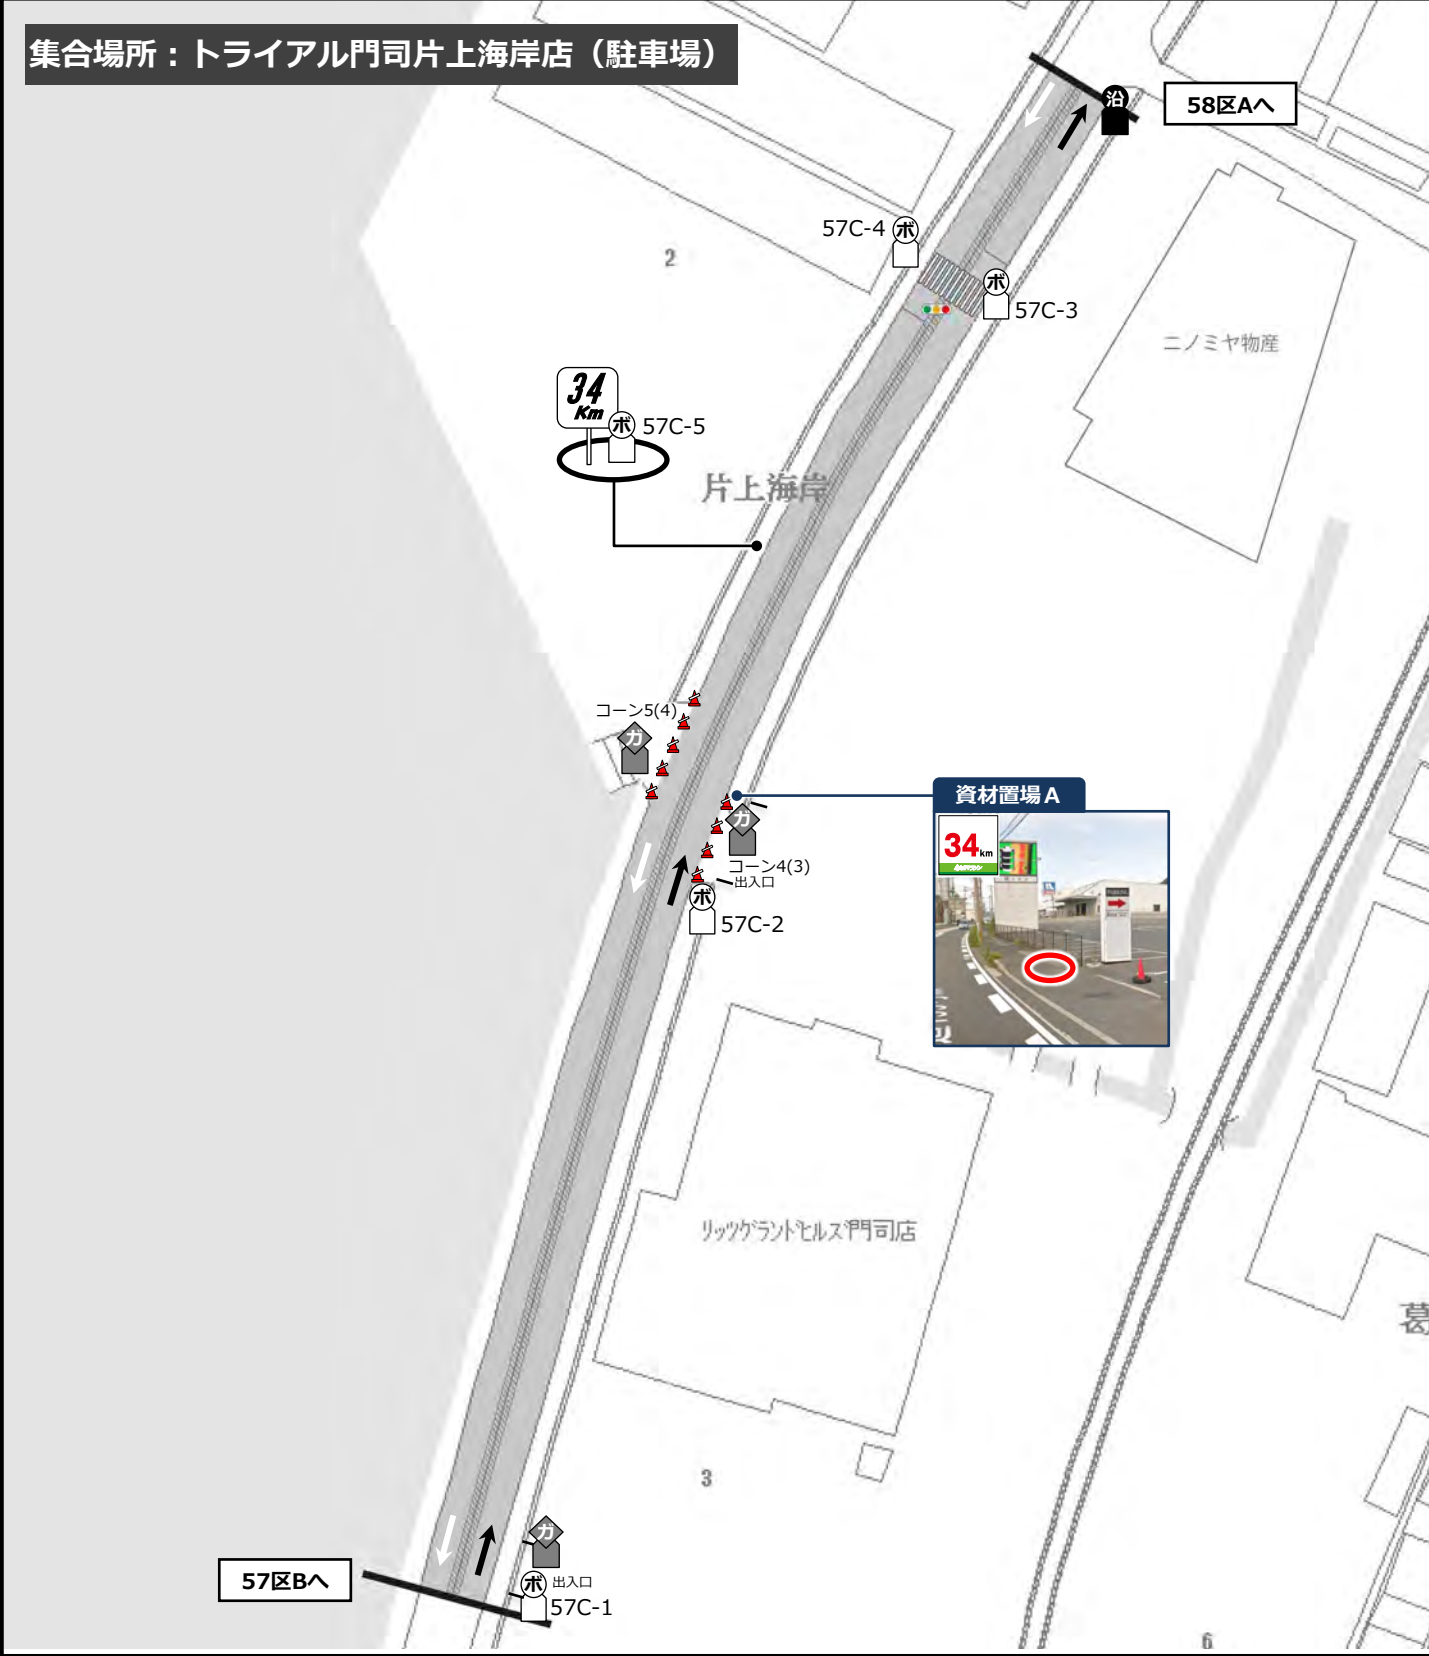 集合場所：トライアル門司片上海岸店（駐車場）
沿
58区Aへ
57C-4
ボ
2
ボ
57C-3
ニノミヤ物産
34
Km
ボ
57C-5
片上海岸
コーン5(4)
ガ
資材置場A
ガ
34km
コーン4(3)
出入口
ボ
57C-2
リッツグランドヒルズ門司店
葛
3
ガ
57区Bへ
ボ
出入口
57C-1
6